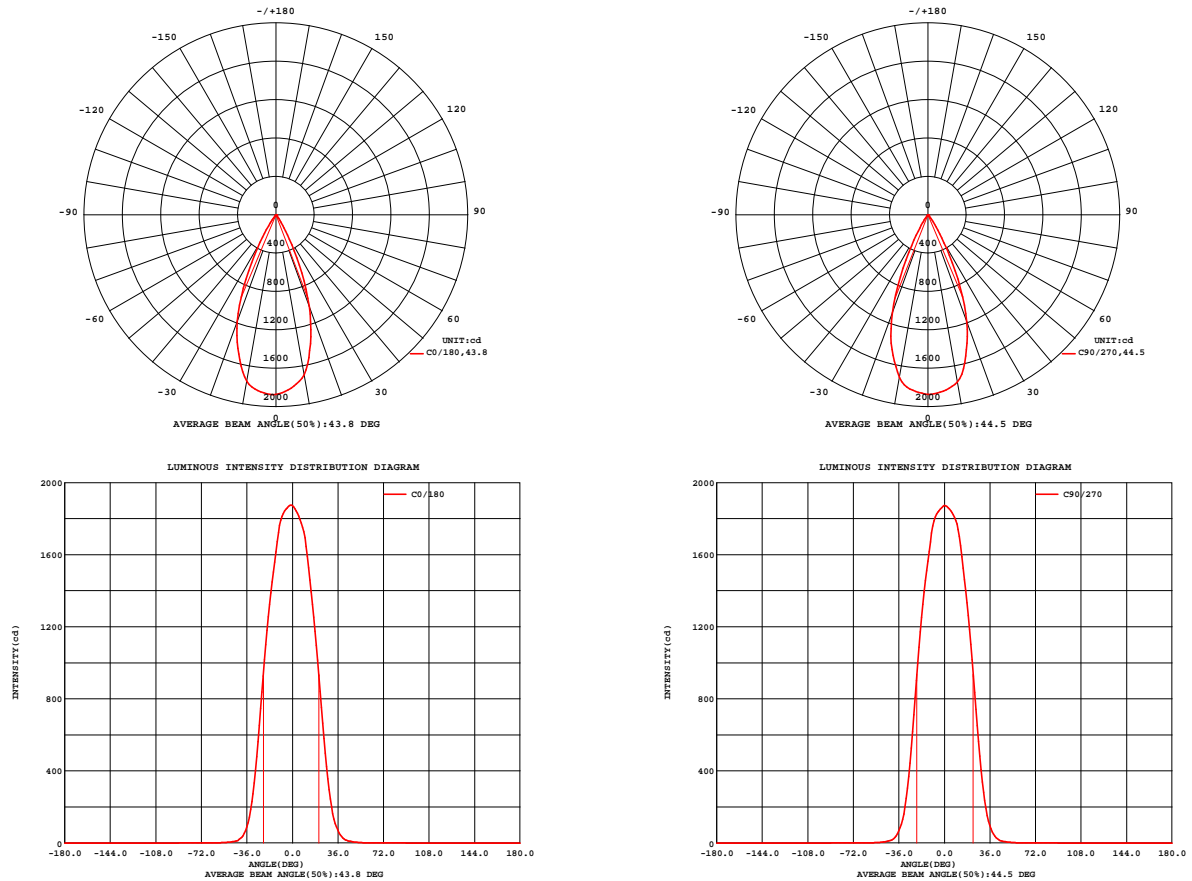 -/+180
-150 150
-120 120
-90 90
-60 60
-30 30
0
400
800
1200
1600
2000
0
UNIT:cd
C0/180,43.8
AVERAGE BEAM ANGLE(50%):43.8 DEG
-/+180
-150 150
-120 120
-90 90
-60 60
-30 30
0
400
800
1200
1600
2000
0
UNIT:cd
C90/270,44.5
AVERAGE BEAM ANGLE(50%):44.5 DEG
LUMINOUS INTENSITY DISTRIBUTION DIAGRAM
C0/180
2000
1600
1200
800
400
0
INTENSITY(cd)
-180.0 -144.0 -108.0 -72.0 -36.0 0.0 36.0 72.0 108.0 144.0 180.0
ANGLE(DEG)
AVERAGE BEAM ANGLE(50%):43.8 DEG
LUMINOUS INTENSITY DISTRIBUTION DIAGRAM
C90/270
2000
1600
1200
800
400
0
INTENSITY(cd)
-180.0 -144.0 -108.0 -72.0 -36.0 0.0 36.0 72.0 108.0 144.0 180.0
ANGLE(DEG)
AVERAGE BEAM ANGLE(50%):44.5 DEG